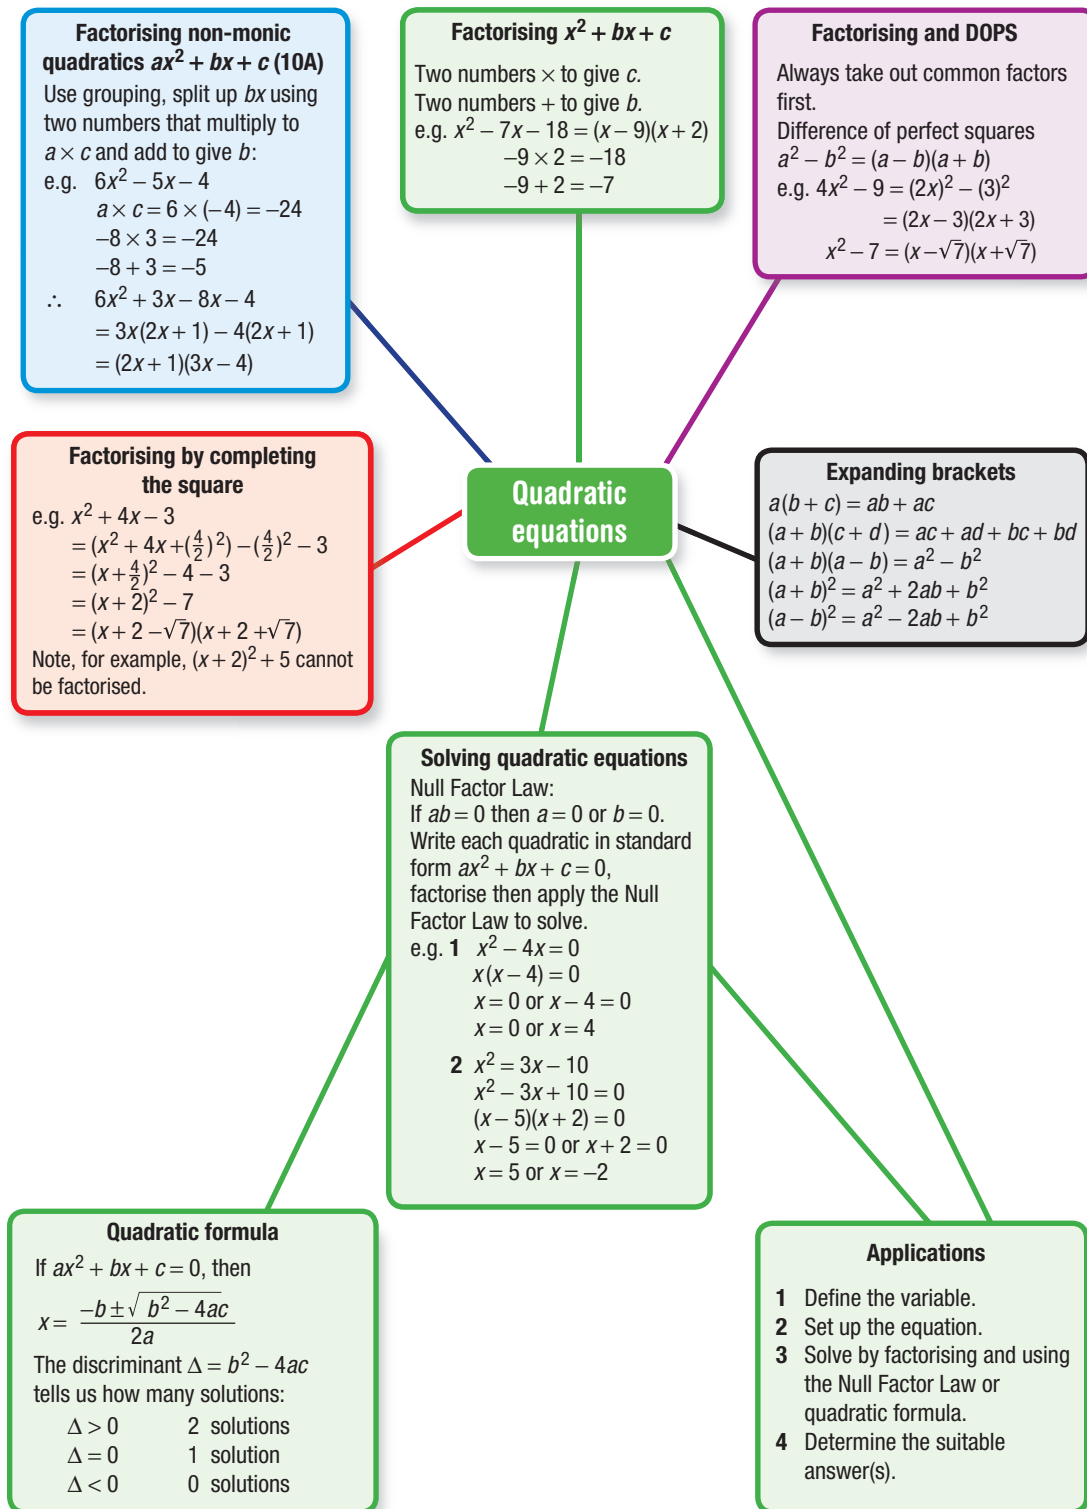 Factorising non-monic
quadratics ax² + bx + c (10A)
Use grouping, split up bx using
two numbers that multiply to
a × c and add to give b:
e.g. 6x² − 5x − 4
a × c = 6 × (−4) = −24
−8 × 3 = −24
−8 + 3 = −5
∴ 6x² + 3x − 8x − 4
= 3x(2x + 1) − 4(2x + 1)
= (2x + 1)(3x − 4)
Factorising x² + bx + c
Two numbers × to give c.
Two numbers + to give b.
e.g. x² − 7x − 18 = (x − 9)(x + 2)
−9 × 2 = −18
−9 + 2 = −7
Factorising and DOPS
Always take out common factors
first.
Difference of perfect squares
a² − b² = (a − b)(a + b)
e.g. 4x² − 9 = (2x)² − (3)²
= (2x − 3)(2x + 3)
x² − 7 = (x − √7)(x + √7)
Factorising by completing
the square
e.g. x² + 4x − 3
= (x² + 4x + (4/2)²) − (4/2)² − 3
= (x + 4/2)² − 4 − 3
= (x + 2)² − 7
= (x + 2 − √7)(x + 2 + √7)
Note, for example, (x + 2)² + 5 cannot
be factorised.
Quadratic
equations
Expanding brackets
a(b + c) = ab + ac
(a + b)(c + d) = ac + ad + bc + bd
(a + b)(a − b) = a² − b²
(a + b)² = a² + 2ab + b²
(a − b)² = a² − 2ab + b²
Solving quadratic equations
Null Factor Law:
If ab = 0 then a = 0 or b = 0.
Write each quadratic in standard
form ax² + bx + c = 0,
factorise then apply the Null
Factor Law to solve.
e.g. 1 x² − 4x = 0
x(x − 4) = 0
x = 0 or x − 4 = 0
x = 0 or x = 4
2 x² = 3x − 10
x² − 3x + 10 = 0
(x − 5)(x + 2) = 0
x − 5 = 0 or x + 2 = 0
x = 5 or x = −2
Quadratic formula
If ax² + bx + c = 0, then
x = (−b ± √(b² − 4ac))/2a
The discriminant Δ = b² − 4ac
tells us how many solutions:
Δ > 0 2 solutions
Δ = 0 1 solution
Δ < 0 0 solutions
Applications
1 Define the variable.
2 Set up the equation.
3 Solve by factorising and using
the Null Factor Law or
quadratic formula.
4 Determine the suitable
answer(s).